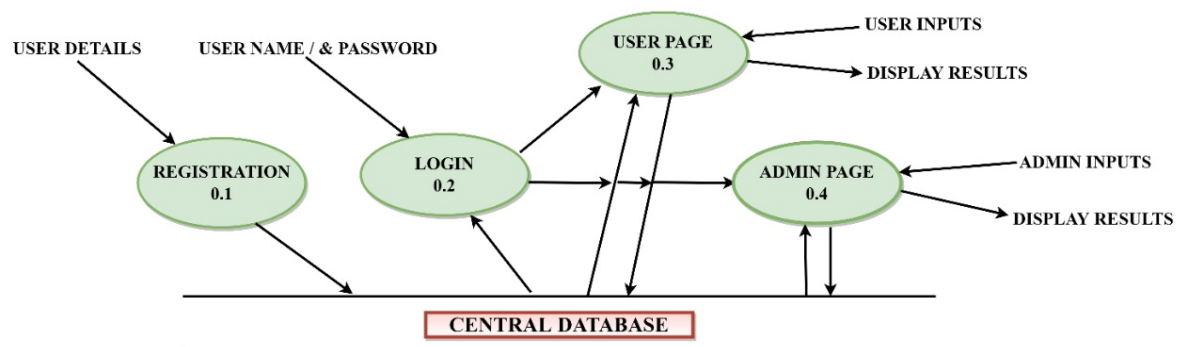 USER DETAILS
USER NAME / & PASSWORD
USER PAGE
0.3
USER INPUTS
DISPLAY RESULTS
REGISTRATION
0.1
LOGIN
0.2
ADMIN PAGE
0.4
ADMIN INPUTS
DISPLAY RESULTS
CENTRAL DATABASE